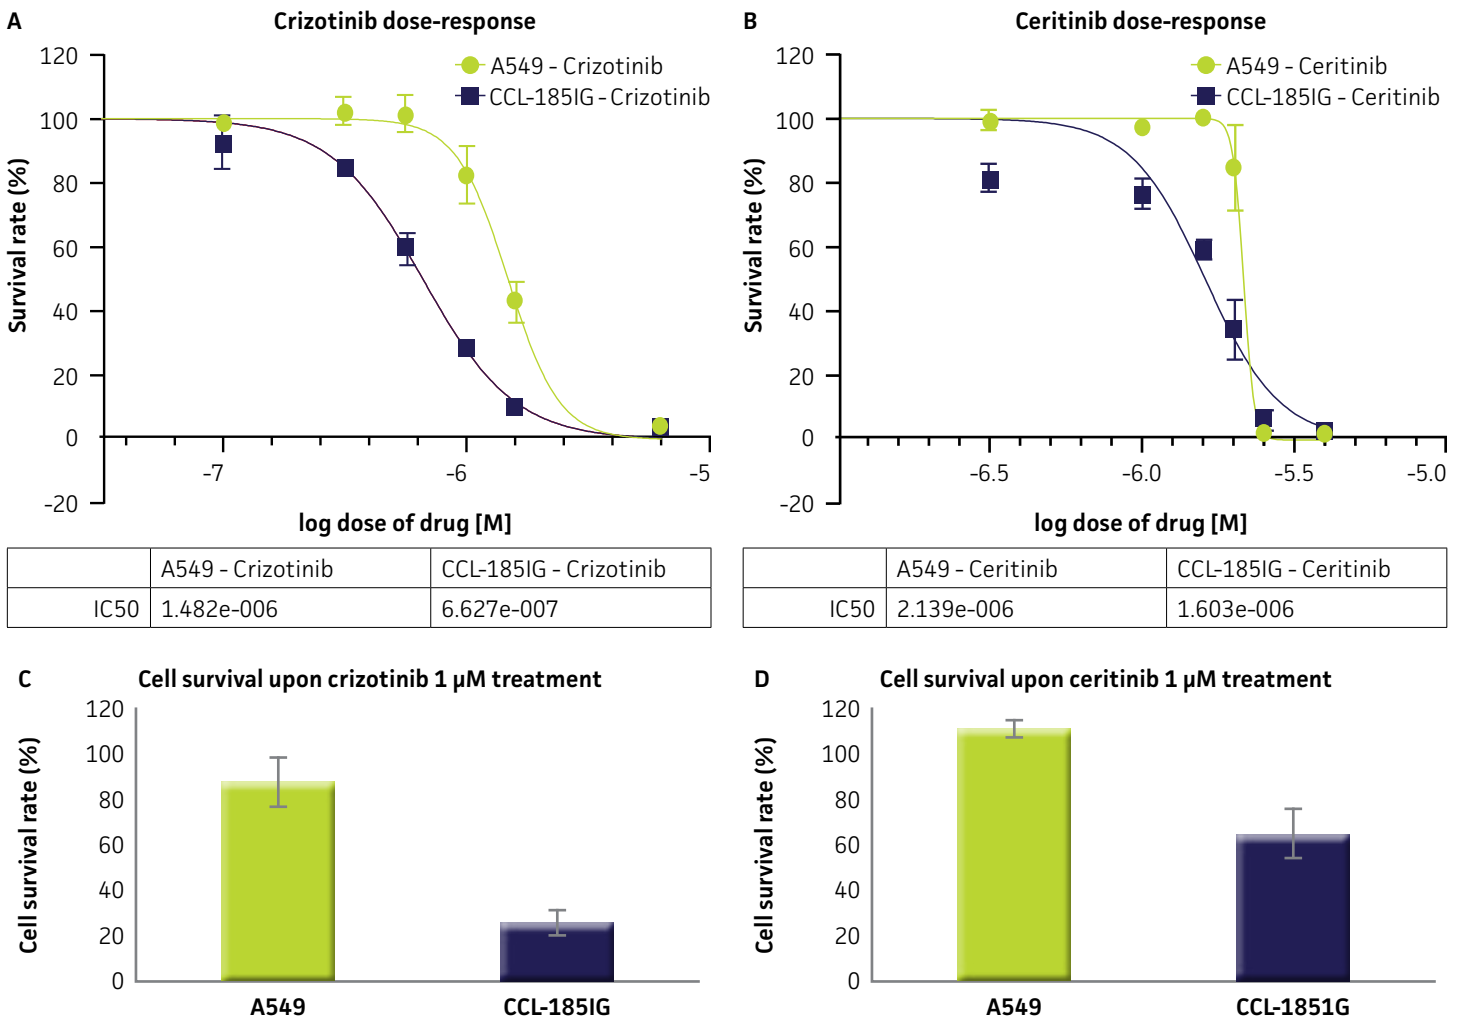 A
Crizotinib dose-response
A549 - Crizotinib
CCL-185IG - Crizotinib
Survival rate (%)
120
100
80
60
40
20
0
-20
-7
-6
-5
log dose of drug [M]
A549 - Crizotinib
CCL-185IG - Crizotinib
IC50
1.482e-006
6.627e-007
B
Ceritinib dose-response
A549 - Ceritinib
CCL-185IG - Ceritinib
Survival rate (%)
120
100
80
60
40
20
0
-20
-6.5
-6.0
-5.5
-5.0
log dose of drug [M]
A549 - Ceritinib
CCL-185IG - Ceritinib
IC50
2.139e-006
1.603e-006
C
Cell survival upon crizotinib 1 µM treatment
Cell survival rate (%)
120
100
80
60
40
20
0
A549
CCL-185IG
D
Cell survival upon ceritinib 1 µM treatment
Cell survival rate (%)
120
100
80
60
40
20
0
A549
CCL-1851G